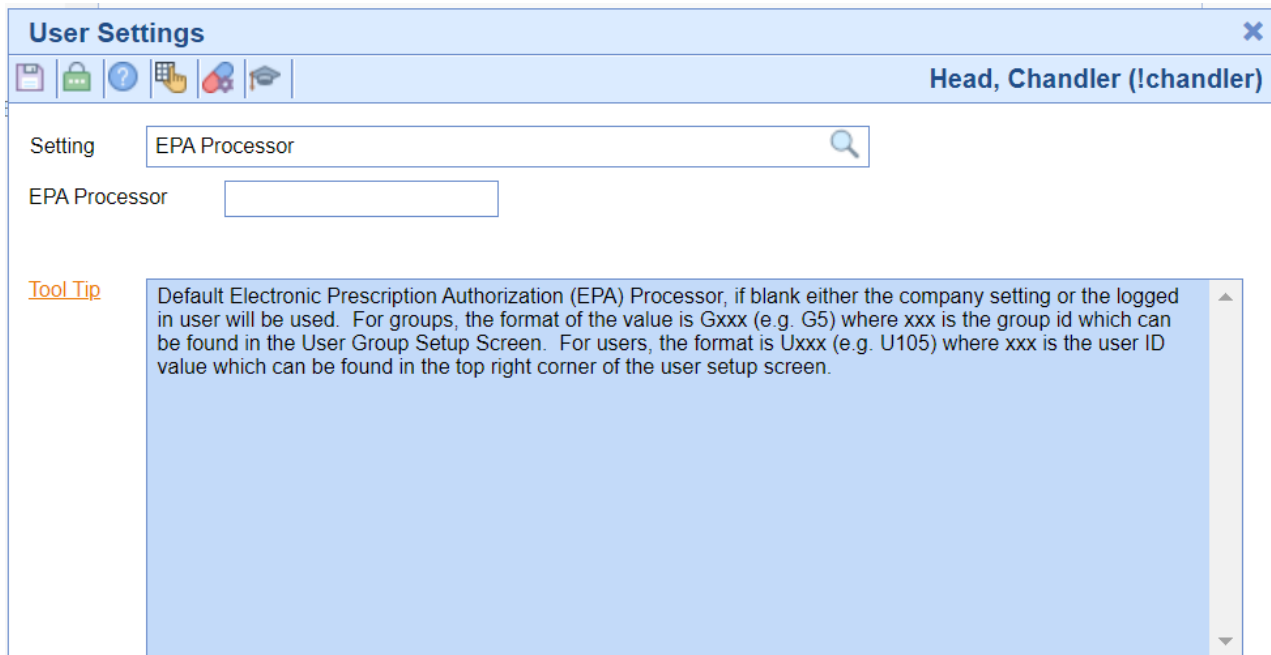 User Settings
Head, Chandler (!chandler)
Setting
EPA Processor
EPA Processor
Tool Tip
Default Electronic Prescription Authorization (EPA) Processor, if blank either the company setting or the logged
in user will be used.  For groups, the format of the value is Gxxx (e.g. G5) where xxx is the group id which can
be found in the User Group Setup Screen.  For users, the format is Uxxx (e.g. U105) where xxx is the user ID
value which can be found in the top right corner of the user setup screen.